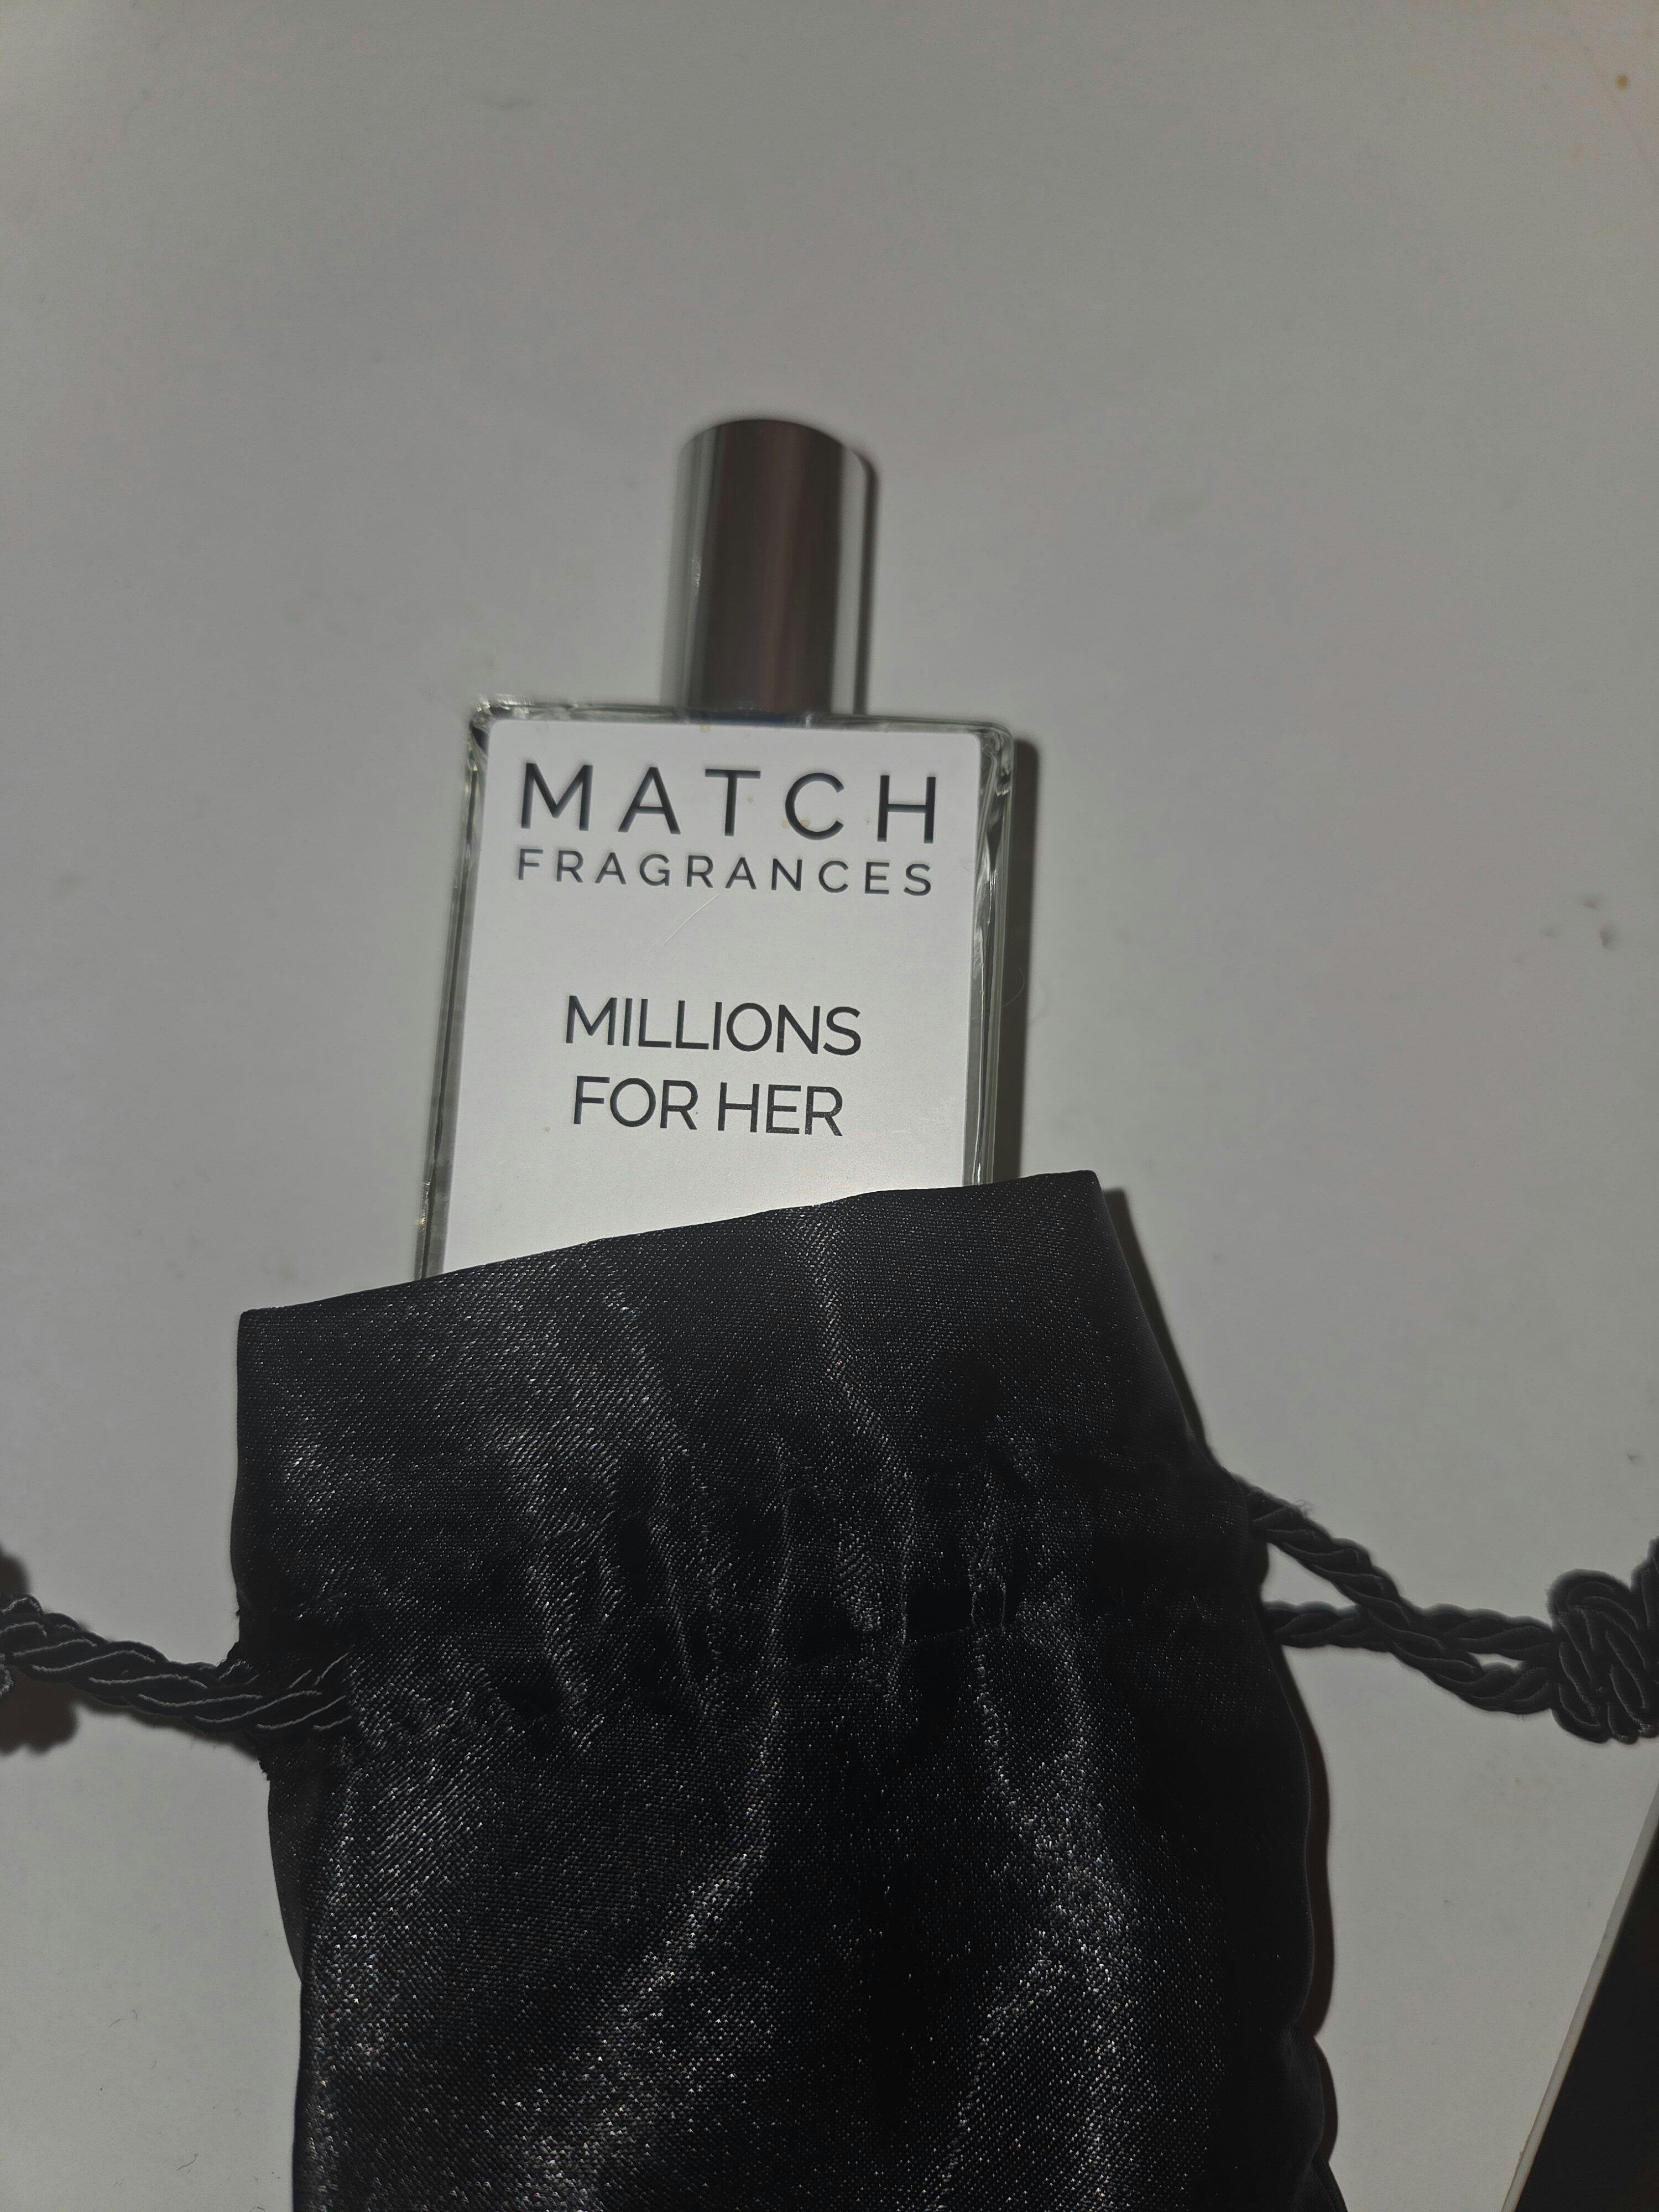 MATCH
FRAGRANCES
MILLIONS
FOR HER